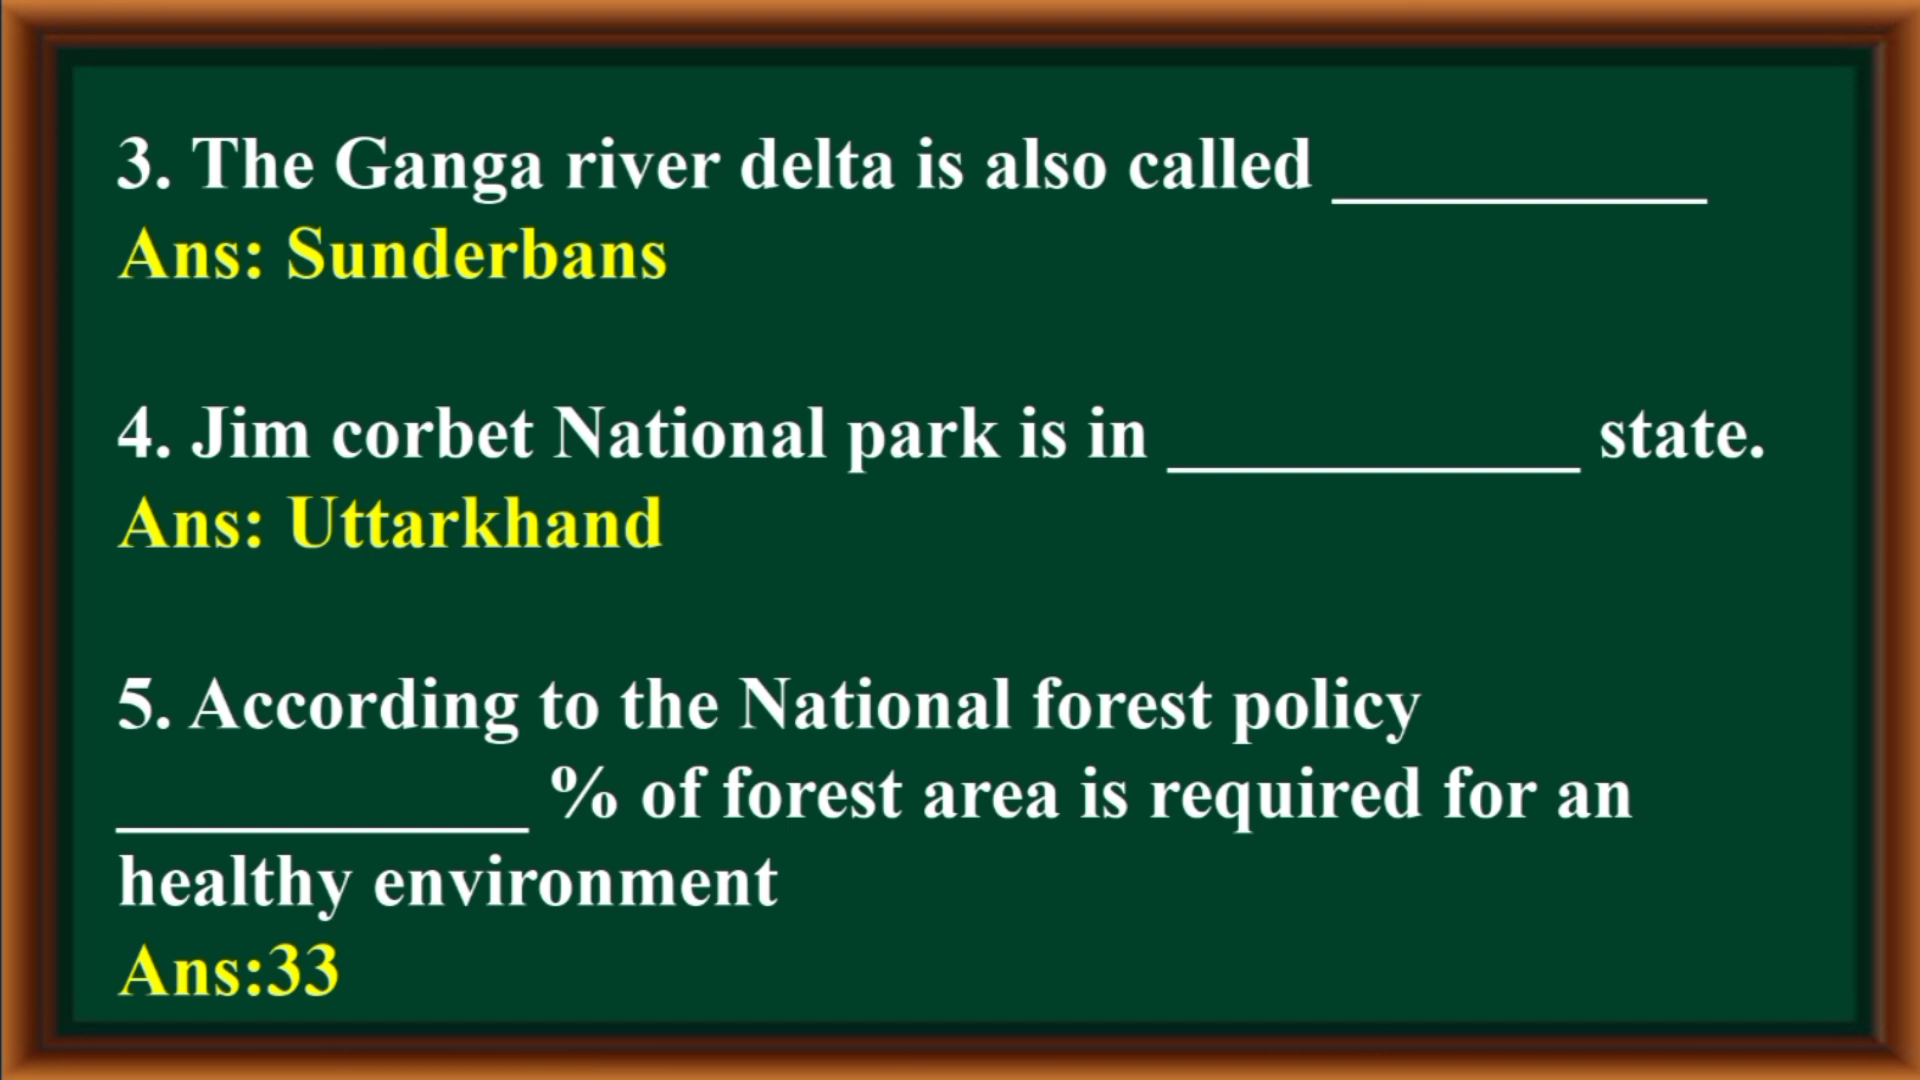 3. The Ganga river delta is also called ___________
Ans: Sunderbans
4. Jim corbet National park is in ____________ state.
Ans: Uttarkhand
5. According to the National forest policy
____________ % of forest area is required for an
healthy environment
Ans:33